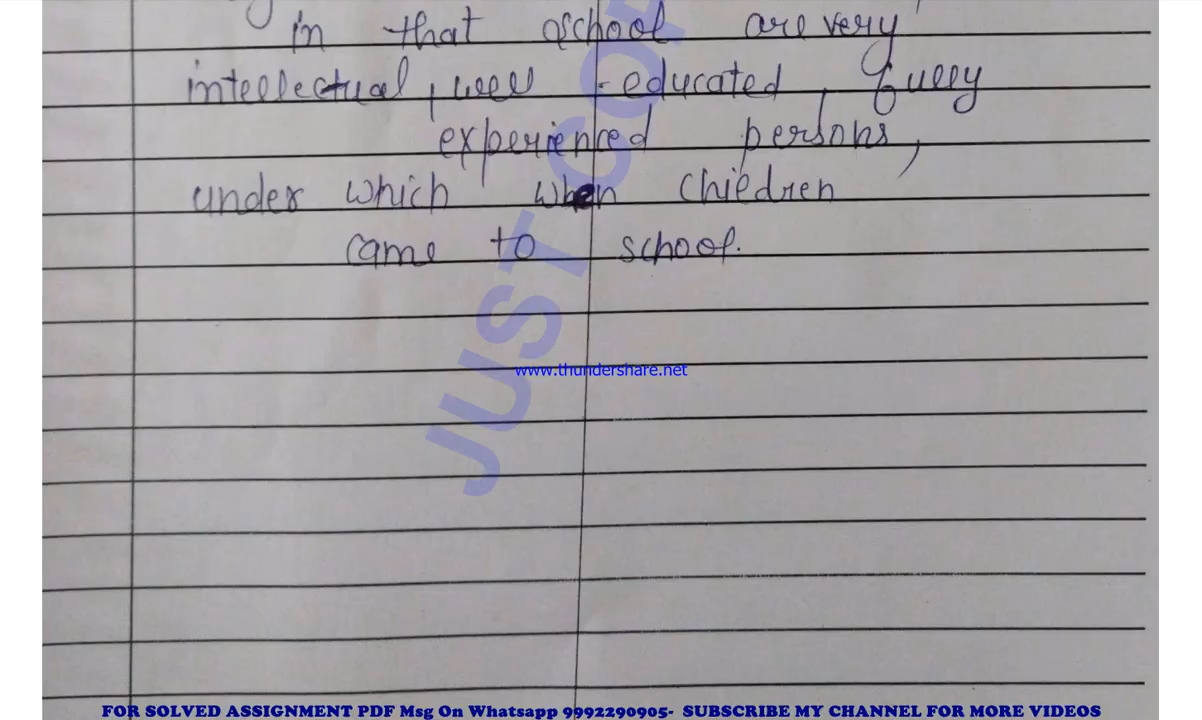 in that school are very
intellectual, well-educated, fully
experienced persons,
under which when children
came to school.
JUST
www.thundershare.net
FOR SOLVED ASSIGNMENT PDF Msg On Whatsapp 9992290905- SUBSCRIBE MY CHANNEL FOR MORE VIDEOS